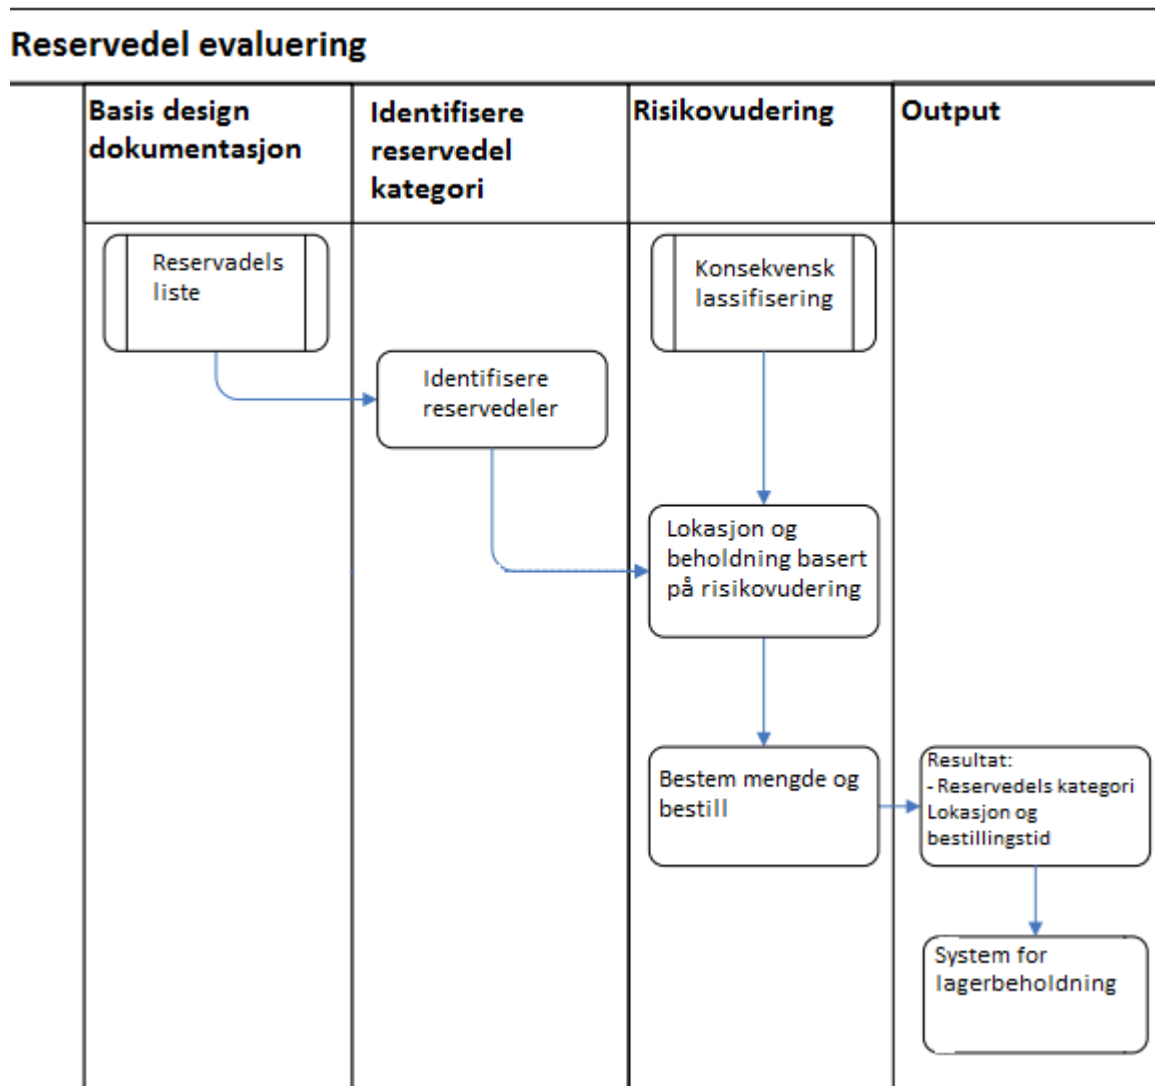 Reservedel evaluering
Basis design
dokumentasjon
Identifisere
reservedel
kategori
Risikovudering
Output
Reservadels
liste
Konsekvensk
lassifisering
Identifisere
reservedeler
Lokasjon og
beholdning basert
på risikovudering
Bestem mengde og
bestill
Resultat:
- Reservedels kategori
Lokasjon og
bestillingstid
System for
lagerbeholdning